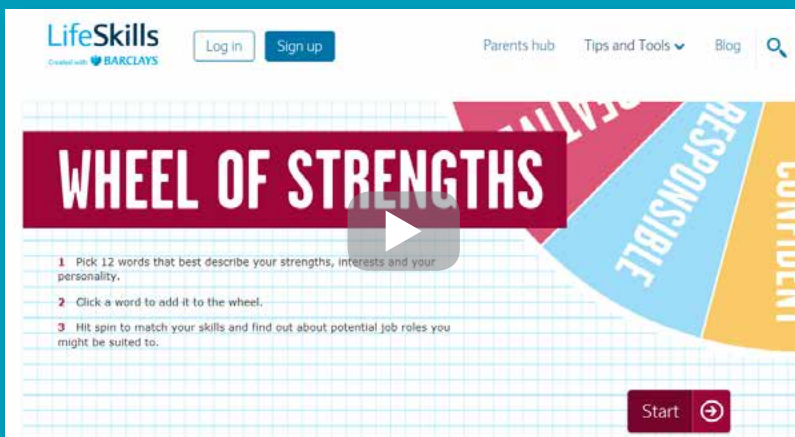 LifeSkills
Created with BARCLAYS
Log in
Sign up
Parents hub
Tips and Tools
Blog
WHEEL OF STRENGTHS
CREATIVE
RESPONSIBLE
CONFIDENT
1 Pick 12 words that best describe your strengths, interests and your
personality.
2 Click a word to add it to the wheel.
3 Hit spin to match your skills and find out about potential job roles you
might be suited to.
Start